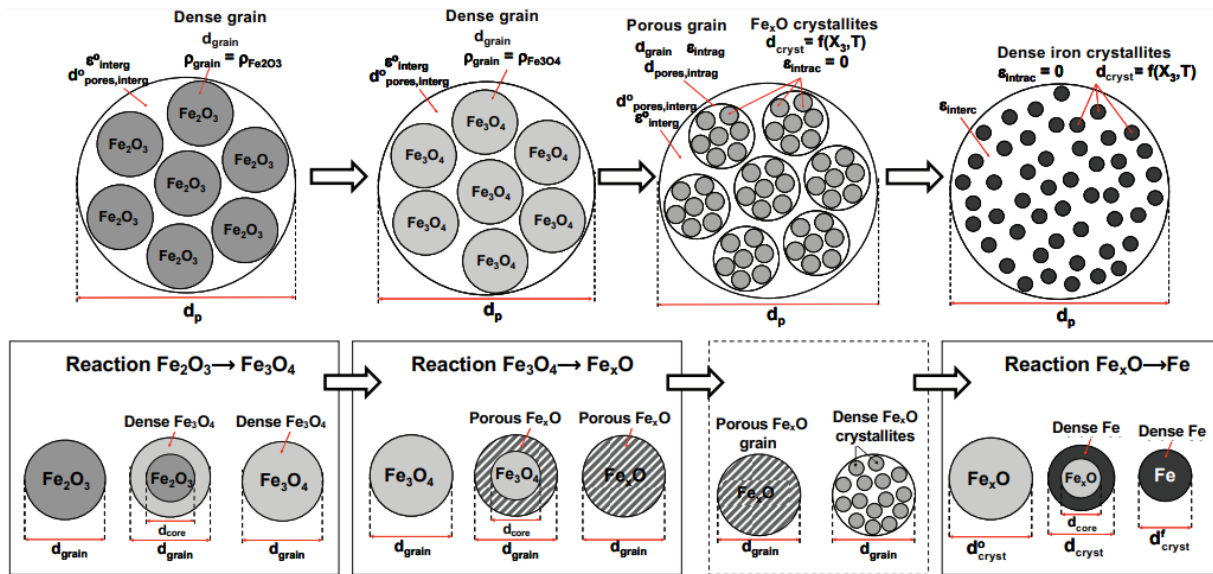 Dense grain
d_grain
ρ_grain = ρ_Fe2O3
ε°_interg
d°_pores,interg
Fe₂O₃
Fe₂O₃
Fe₂O₃
Fe₂O₃
Fe₂O₃
Fe₂O₃
Fe₂O₃
d_p
Dense grain
d_grain
ρ_grain = ρ_Fe3O4
ε°_interg
d°_pores,interg
Fe₃O₄
Fe₃O₄
Fe₃O₄
Fe₃O₄
Fe₃O₄
Fe₃O₄
Fe₃O₄
d_p
Porous grain
d_grain ε_intrag
d_pores,intrag
FeₓO crystallites
d_cryst = f(X₃,T)
ε_intrac = 0
d°_pores,interg
ε°_interg
d_p
Dense iron crystallites
ε_intrac = 0 d_cryst = f(X₃,T)
ε_interc
d_p
Reaction Fe₂O₃→Fe₃O₄
Dense Fe₃O₄ Dense Fe₃O₄
Fe₂O₃
Fe₂O₃
Fe₃O₄
d_core
d_grain
d_grain
d_grain
Reaction Fe₃O₄→FeₓO
Porous FeₓO Porous FeₓO
Fe₃O₄
Fe₃O₄
FeₓO
d_core
d_grain
d_grain
d_grain
Porous FeₓO
grain
Dense FeₓO
crystallites
FeₓO
d_grain
d_grain
Reaction FeₓO→Fe
Dense Fe
Dense Fe
FeₓO
FeₓO
Fe
d_core
d°_cryst
d_cryst
d^f_cryst